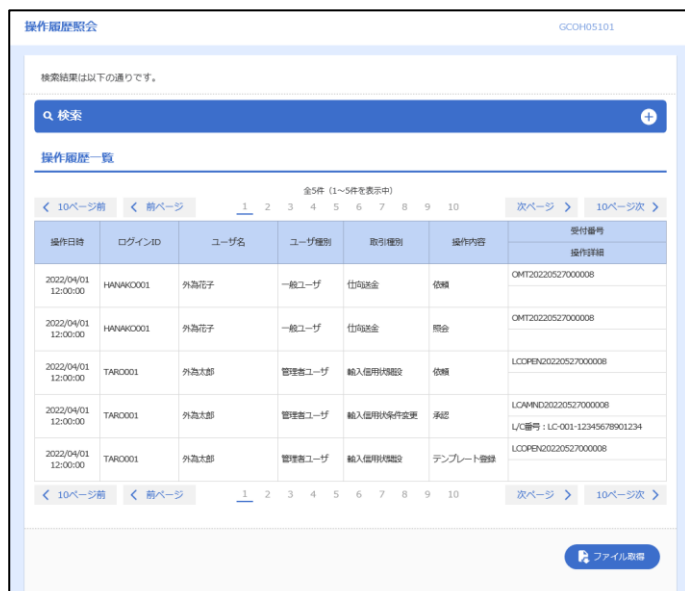 操作履歴照会 GCOH05101
検索結果は以下の通りです。
検索
操作履歴一覧
全5件（1～5件を表示中）
10ページ前 前ページ 1 2 3 4 5 6 7 8 9 10 次ページ 10ページ次
操作日時 ログインID ユーザ名 ユーザ種別 取引種別 操作内容 受付番号
操作詳細
2022/04/01 12:00:00 HANAKO001 外為花子 一般ユーザ 仕向送金 依頼 OMT20220527000008
2022/04/01 12:00:00 HANAKO001 外為花子 一般ユーザ 仕向送金 照会 OMT20220527000008
2022/04/01 12:00:00 TARO001 外為太郎 管理者ユーザ 輸入信用状開設 依頼 LCOPEN20220527000008
2022/04/01 12:00:00 TARO001 外為太郎 管理者ユーザ 輸入信用状条件変更 承認 LCAMND20220527000008
L/C番号：LC-001-12345678901234
2022/04/01 12:00:00 TARO001 外為太郎 管理者ユーザ 輸入信用状開設 テンプレート登録 LCOPEN20220527000008
10ページ前 前ページ 1 2 3 4 5 6 7 8 9 10 次ページ 10ページ次
ファイル取得